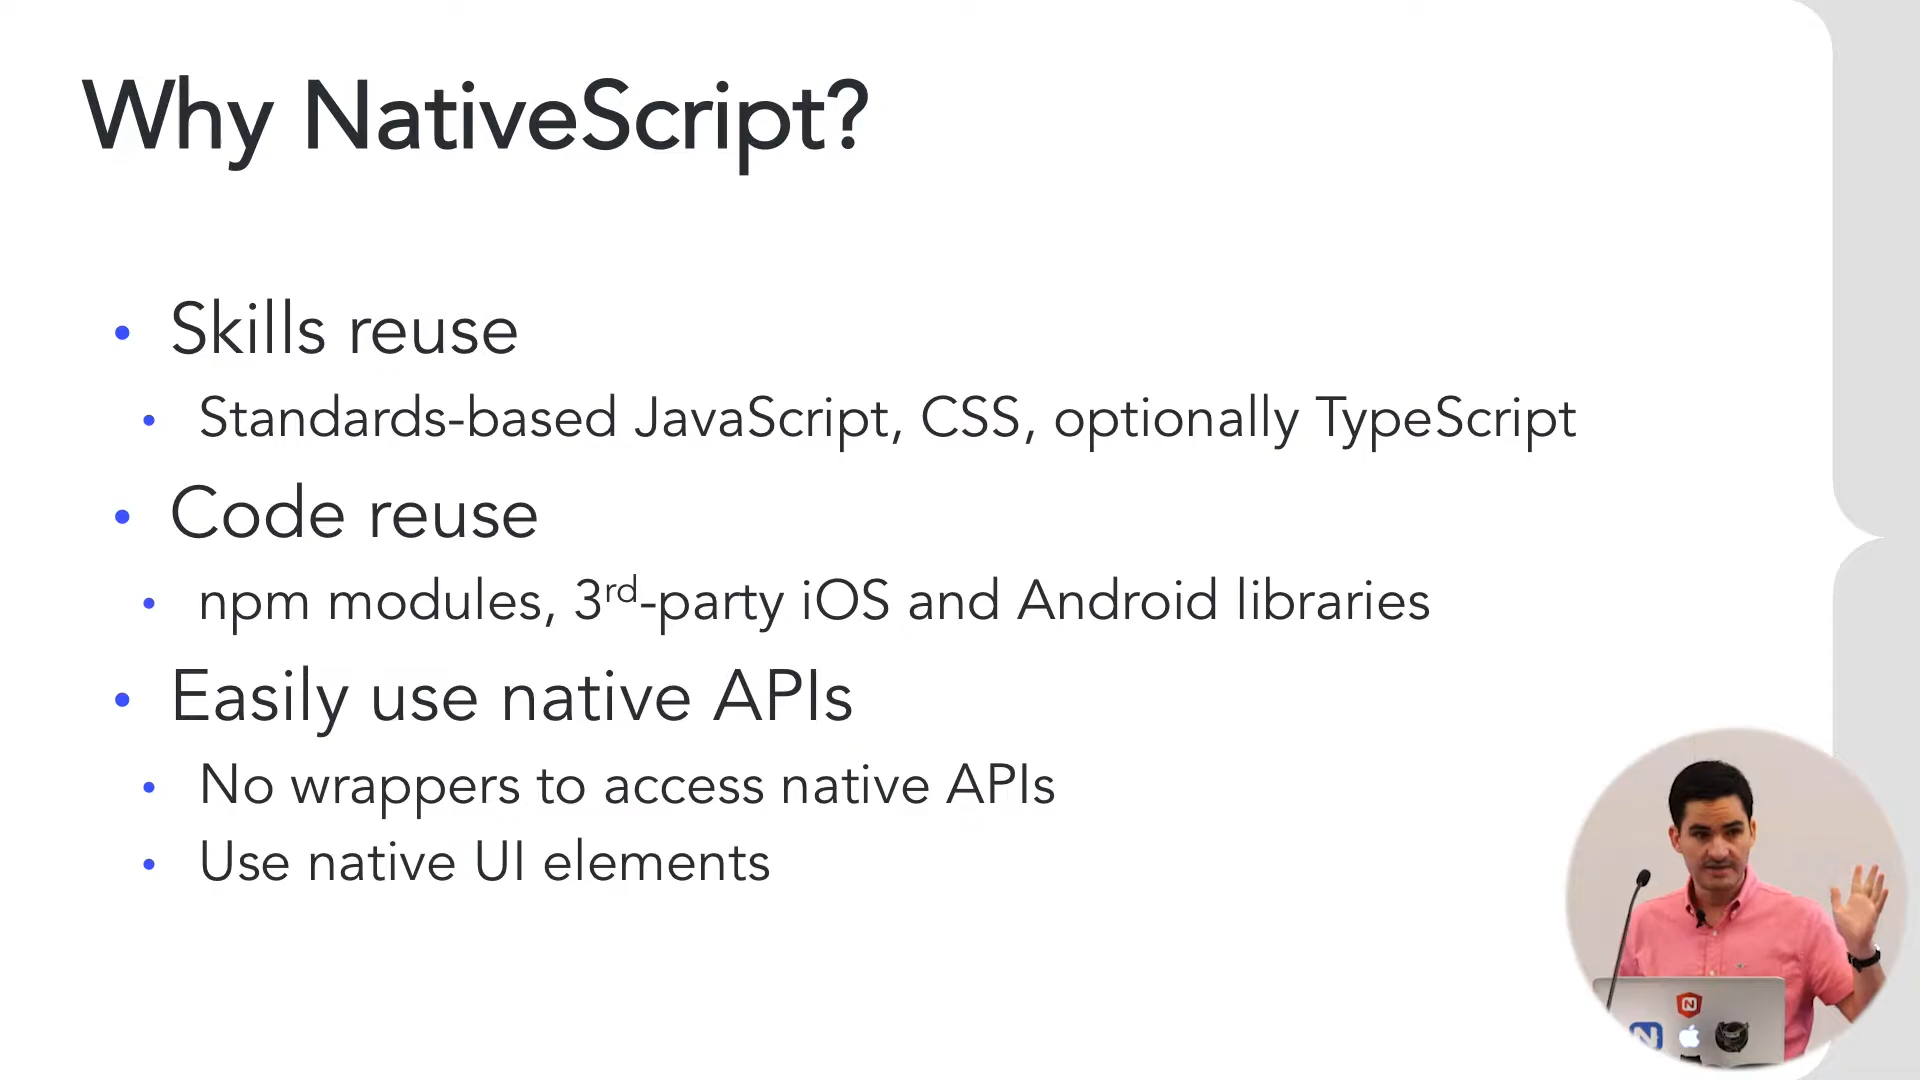 Why NativeScript?
• Skills reuse
• Standards-based JavaScript, CSS, optionally TypeScript
• Code reuse
• npm modules, 3rd-party iOS and Android libraries
• Easily use native APIs
• No wrappers to access native APIs
• Use native UI elements
N
N